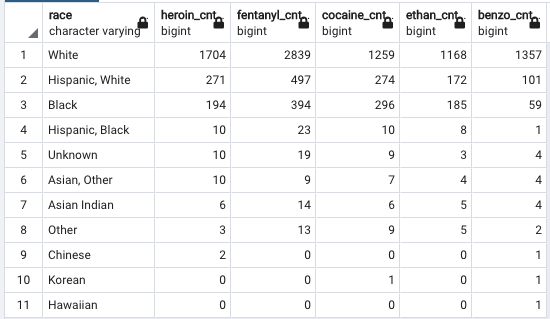 race heroin_cnt fentanyl_cnt cocaine_cnt ethan_cnt benzo_cnt
character varying bigint bigint bigint bigint bigint
1 White 1704 2839 1259 1168 1357
2 Hispanic, White 271 497 274 172 101
3 Black 194 394 296 185 59
4 Hispanic, Black 10 23 10 8 1
5 Unknown 10 19 9 3 4
6 Asian, Other 10 9 7 4 4
7 Asian Indian 6 14 6 5 4
8 Other 3 13 9 5 2
9 Chinese 2 0 0 0 1
10 Korean 0 0 1 0 1
11 Hawaiian 0 0 0 0 1